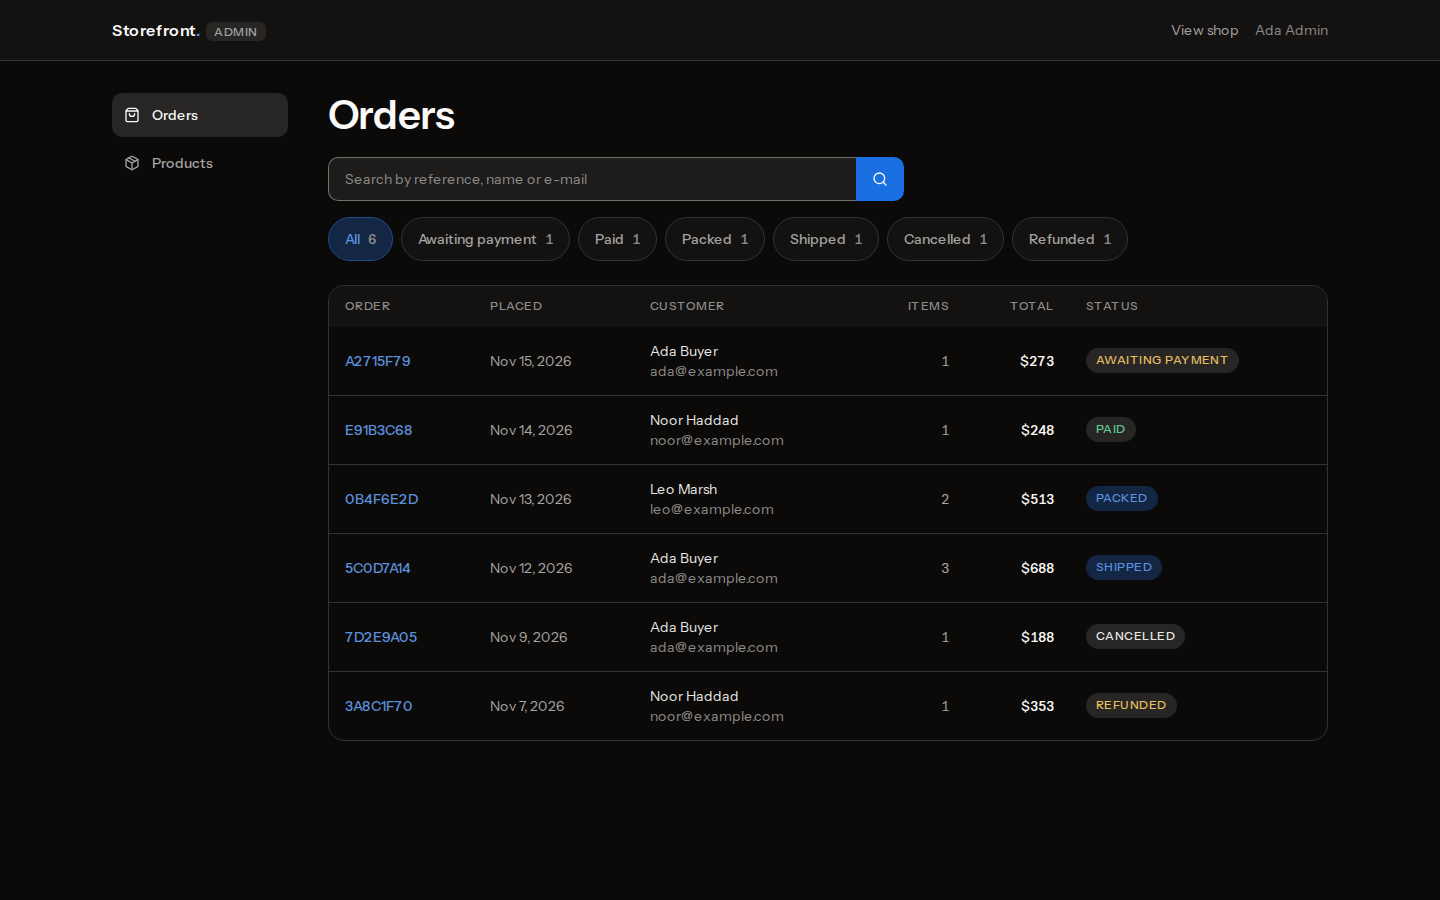 Storefront. ADMIN
View shop Ada Admin
Orders
Products
Orders
Search by reference, name or e-mail
All 6 Awaiting payment 1 Paid 1 Packed 1 Shipped 1 Cancelled 1 Refunded 1
ORDER PLACED CUSTOMER ITEMS TOTAL STATUS
A2715F79 Nov 15, 2026 Ada Buyer ada@example.com 1 $273 AWAITING PAYMENT
E91B3C68 Nov 14, 2026 Noor Haddad noor@example.com 1 $248 PAID
0B4F6E2D Nov 13, 2026 Leo Marsh leo@example.com 2 $513 PACKED
5C0D7A14 Nov 12, 2026 Ada Buyer ada@example.com 3 $688 SHIPPED
7D2E9A05 Nov 9, 2026 Ada Buyer ada@example.com 1 $188 CANCELLED
3A8C1F70 Nov 7, 2026 Noor Haddad noor@example.com 1 $353 REFUNDED